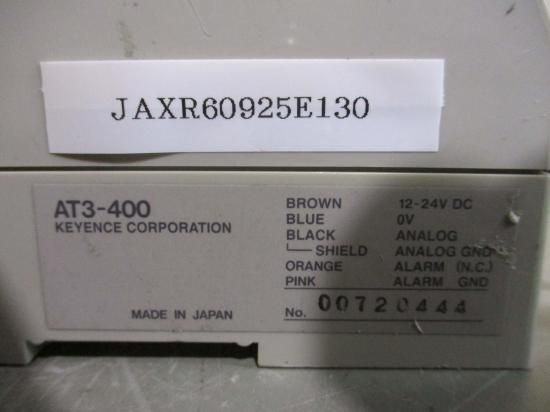 JAXR60925E130
AT3-400
KEYENCE CORPORATION
MADE IN JAPAN
BROWN 12-24V DC
BLUE 0V
BLACK ANALOG
SHIELD ANALOG GND
ORANGE ALARM (N.C.)
PINK ALARM GND
No. 00720444